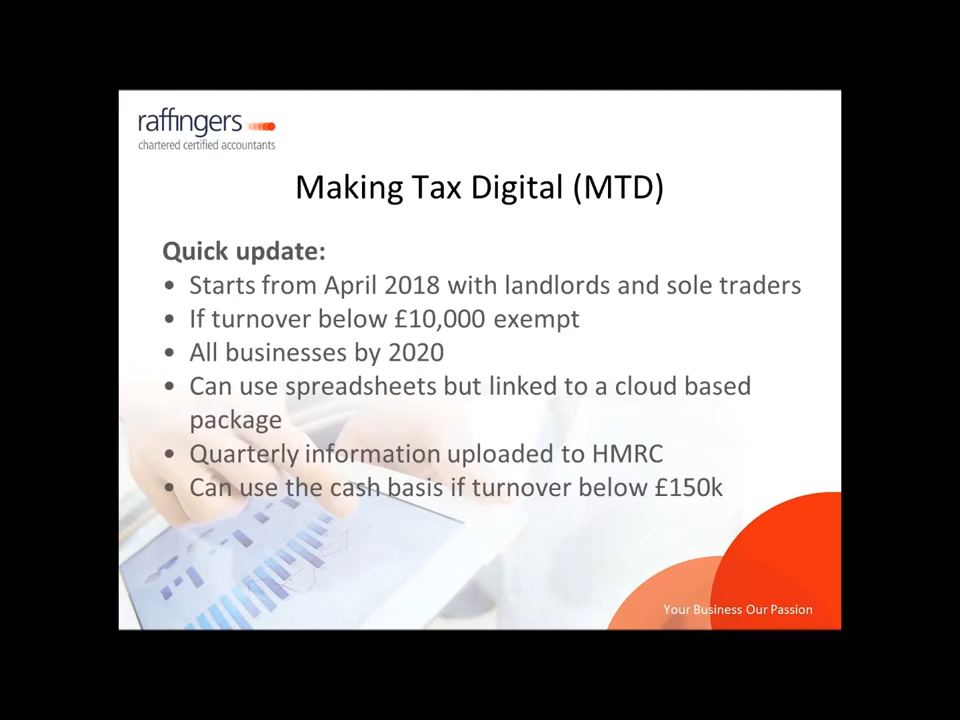 raffingers
chartered certified accountants
Making Tax Digital (MTD)
Quick update:
• Starts from April 2018 with landlords and sole traders
• If turnover below £10,000 exempt
• All businesses by 2020
• Can use spreadsheets but linked to a cloud based
package
• Quarterly information uploaded to HMRC
• Can use the cash basis if turnover below £150k
Your Business Our Passion